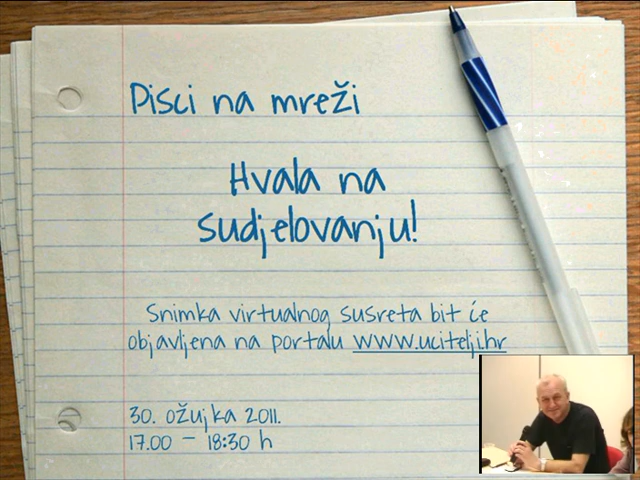 Pisci na mreži
Hvala na
sudjelovanju!
Snimka virtualnog susreta bit će
objavljena na portalu www.ucitelji.hr
30. ožujka 2011.
17.00 – 18:30 h